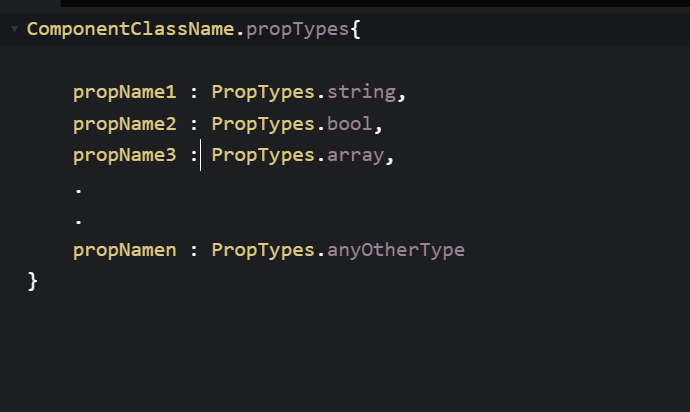 ComponentClassName.propTypes{
propName1 : PropTypes.string,
propName2 : PropTypes.bool,
propName3 : PropTypes.array,
.
.
propNamen : PropTypes.anyOtherType
}